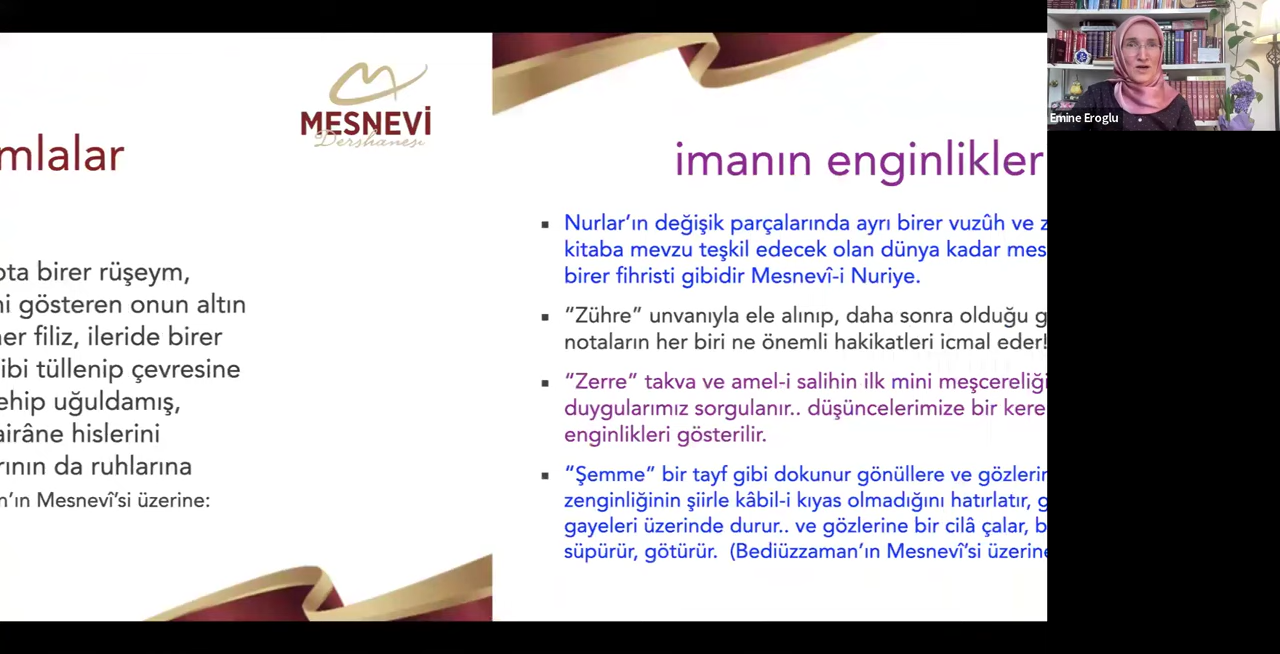 MESNEVİ
Dershanesi
mlalar
ota birer rüşeym,
ni gösteren onun altın
her filiz, ileride birer
ibi tüllenip çevresine
ehip uğuldamış,
airâne hislerini
rının da ruhlarına
n'ın Mesnevî'si üzerine:
imanın enginlikler
Nurlar'ın değişik parçalarında ayrı birer vuzûh ve z
kitaba mevzu teşkil edecek olan dünya kadar mes
birer fihristi gibidir Mesnevî-i Nuriye.
"Zühre" unvanıyla ele alınıp, daha sonra olduğu g
notaların her biri ne önemli hakikatleri icmal eder!
"Zerre" takva ve amel-i salihin ilk mini meşcereliği
duygularımız sorgulanır.. düşüncelerimize bir kere
enginlikleri gösterilir.
"Şemme" bir tayf gibi dokunur gönüllere ve gözlerin
zenginliğinin şiirle kâbil-i kıyas olmadığını hatırlatır, g
gayeleri üzerinde durur.. ve gözlerine bir cilâ çalar, b
süpürür, götürür. (Bediüzzaman'ın Mesnevî'si üzerine
Emine Eroglu